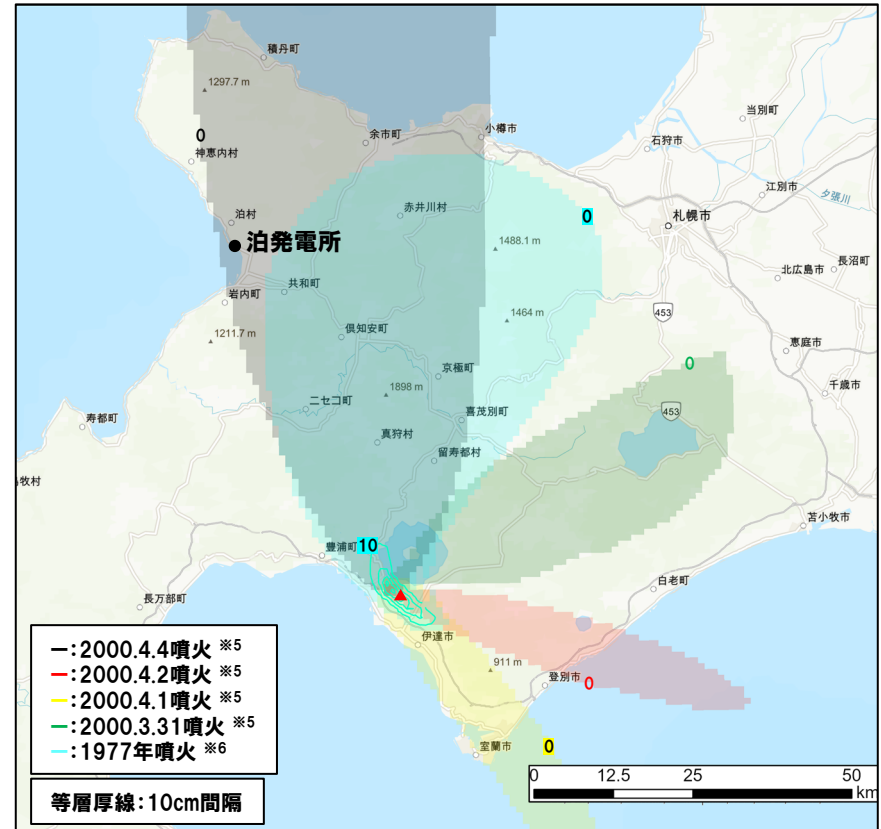 積丹町
1297.7 m
0
神恵内村
余市町
小樽市
石狩市
当別町
江別市
夕張川
泊村
赤井川村
0
札幌市
泊発電所
1488.1 m
北広島市
長沼町
共和町
岩内町
1464 m
453
1211.7 m
倶知安町
恵庭市
京極町
0
千歳市
1898 m
ニセコ町
喜茂別町
453
寿都町
真狩村
留寿都村
牧村
苫小牧市
豊浦町
10
白老町
長万部町
伊達市
911 m
登別市
0
室蘭市
0
ー:2000.4.4噴火 ※5
ー:2000.4.2噴火 ※5
ー:2000.4.1噴火 ※5
ー:2000.3.31噴火 ※5
ー:1977年噴火 ※6
等層厚線:10cm間隔
0 12.5 25 50
km